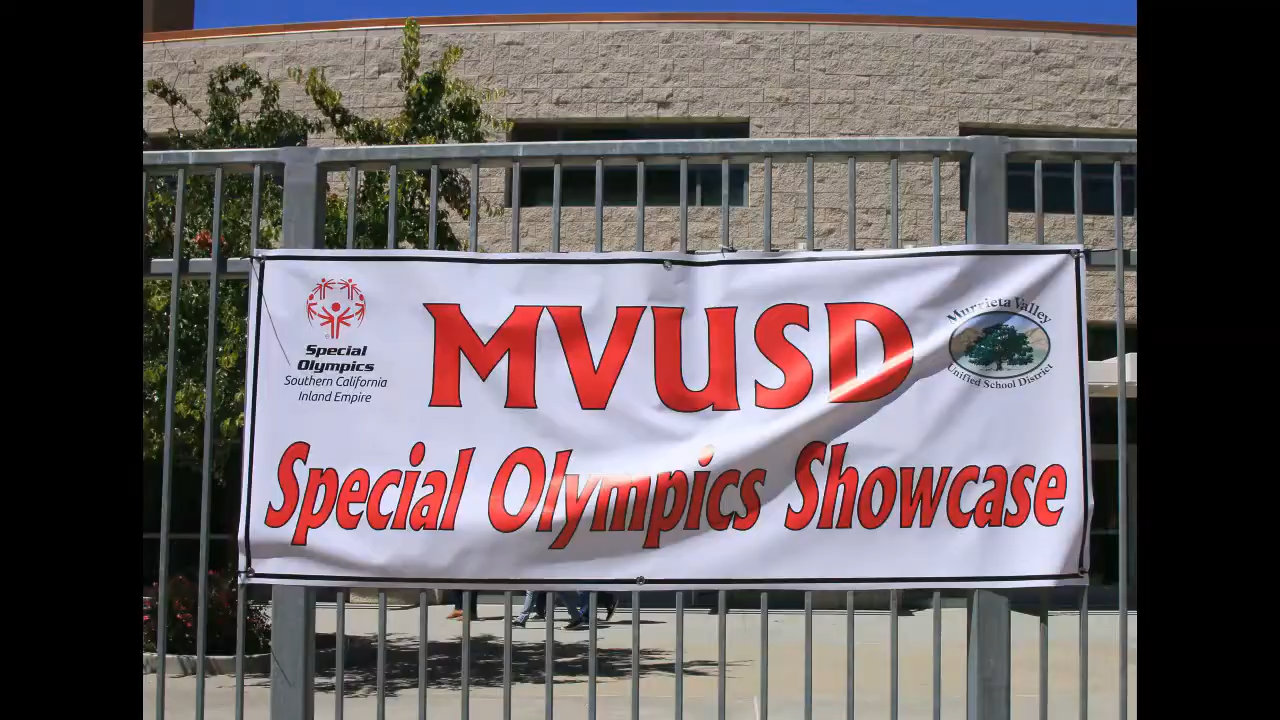 MVUSD
Special Olympics Showcase
Special
Olympics
Southern California
Inland Empire
Murrieta Valley
Unified School District